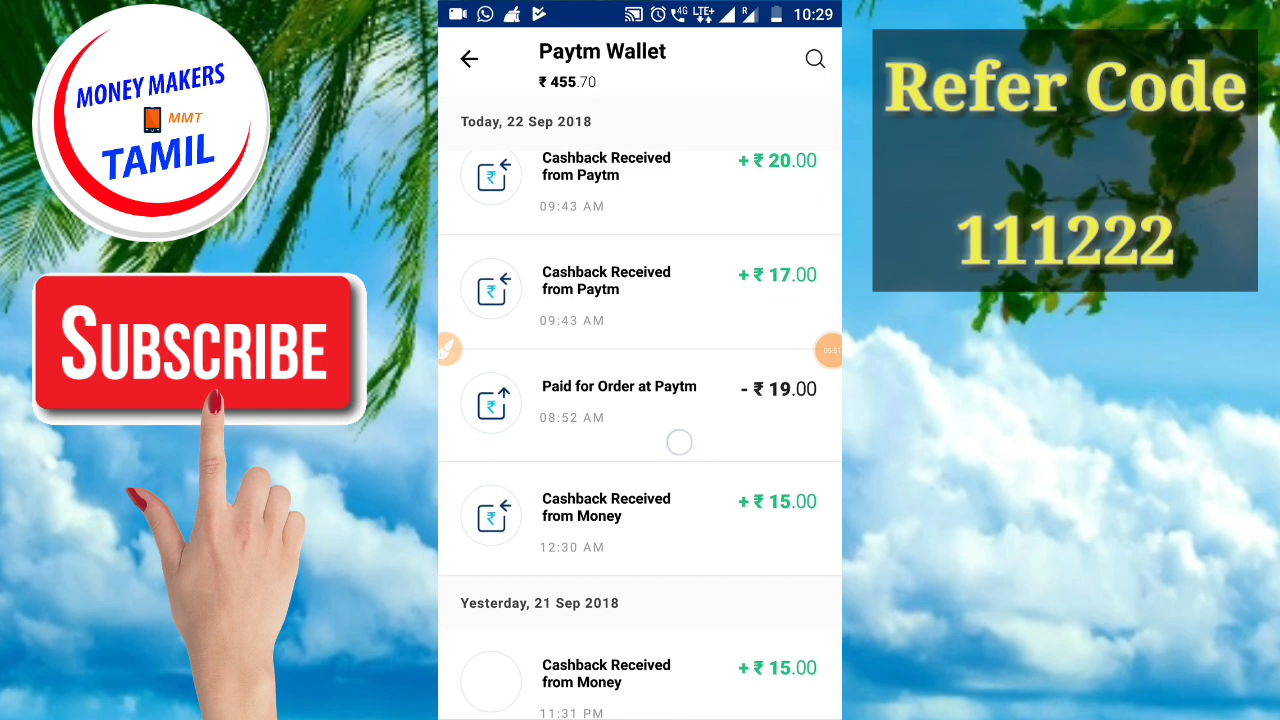 MONEY MAKERS
MMT
TAMIL
SUBSCRIBE
4G
LTE+
R
10:29
Paytm Wallet
₹ 455.70
Today, 22 Sep 2018
Cashback Received
from Paytm
+ ₹ 20.00
09:43 AM
Cashback Received
from Paytm
+ ₹ 17.00
09:43 AM
Paid for Order at Paytm
- ₹ 19.00
08:52 AM
Cashback Received
from Money
+ ₹ 15.00
12:30 AM
Yesterday, 21 Sep 2018
Cashback Received
from Money
+ ₹ 15.00
11:31 PM
Refer Code
111222